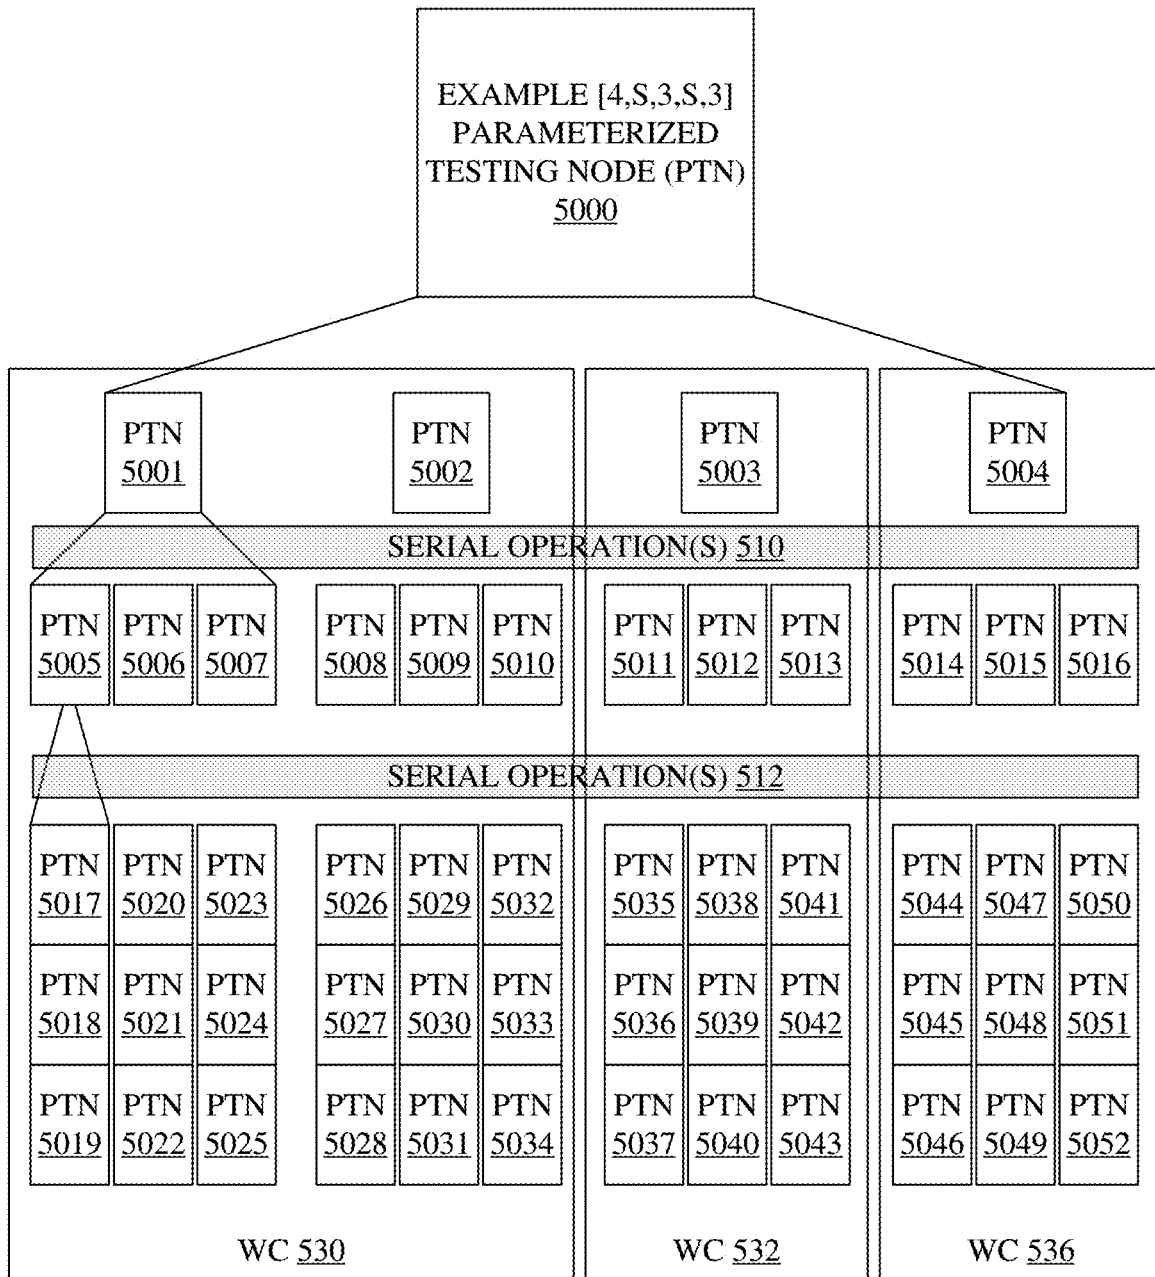 EXAMPLE [4,S,3,S,3]
PARAMETERIZED
TESTING NODE (PTN)
5000
PTN PTN PTN PTN
5001 5002 5003 5004
SERIAL OPERATION(S) 510
PTN PTN PTN PTN PTN PTN PTN PTN PTN PTN PTN PTN
5005 5006 5007 5008 5009 5010 5011 5012 5013 5014 5015 5016
SERIAL OPERATION(S) 512
PTN PTN PTN PTN PTN PTN PTN PTN PTN PTN PTN PTN
5017 5020 5023 5026 5029 5032 5035 5038 5041 5044 5047 5050
PTN PTN PTN PTN PTN PTN PTN PTN PTN PTN PTN PTN
5018 5021 5024 5027 5030 5033 5036 5039 5042 5045 5048 5051
PTN PTN PTN PTN PTN PTN PTN PTN PTN PTN PTN PTN
5019 5022 5025 5028 5031 5034 5037 5040 5043 5046 5049 5052
WC 530 WC 532 WC 536